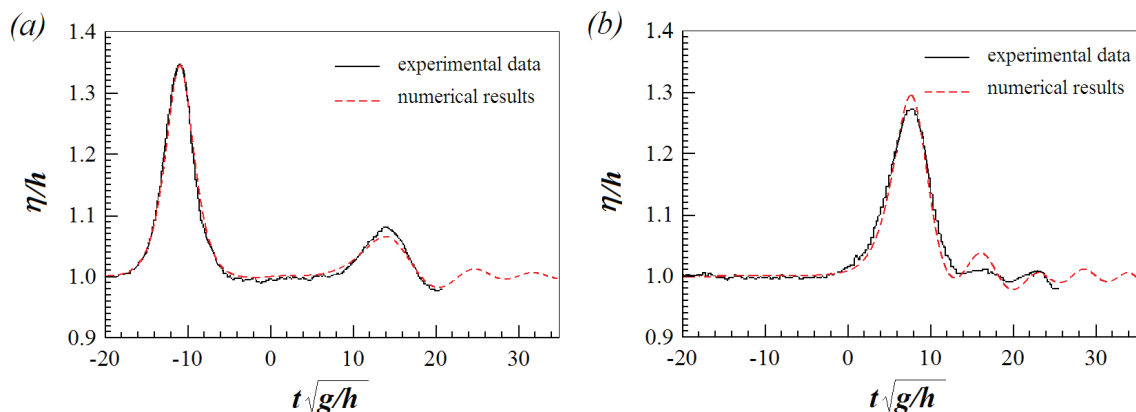 (a)
1.4
1.3
1.2
1.1
1.0
0.9
η/h
experimental data
numerical results
-20 -10 0 10 20 30
t√g/h
(b)
1.4
1.3
1.2
1.1
1.0
0.9
η/h
experimental data
numerical results
-20 -10 0 10 20 30
t√g/h